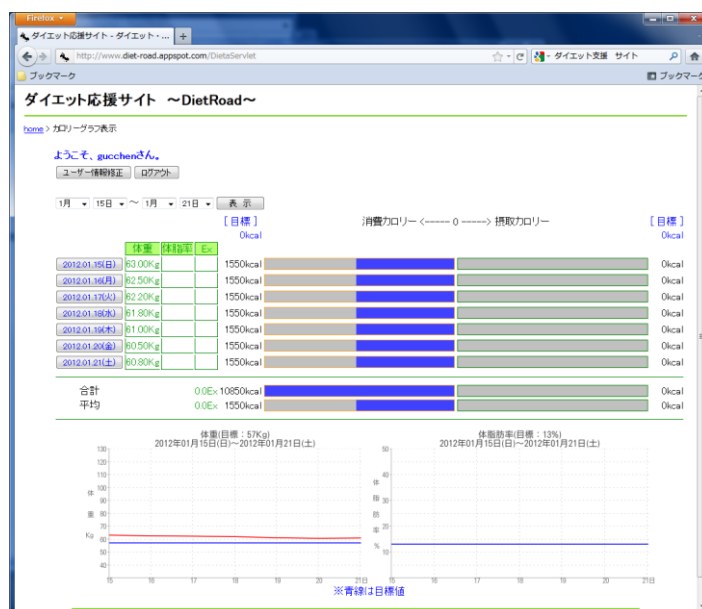 Firefox
ダイエット応援サイト - ダイエット - ... +
http://www.diet-road.appspot.com/DietaServlet
ダイエット支援 サイト
ブックマーク
ブックマーク
ダイエット応援サイト ～DietRoad～
home > カロリーグラフ表示
ようこそ、gucchenさん。
ユーザー情報修正 ログアウト
1月 15日 ～ 1月 21日 表 示
[ 目標 ] 消費カロリー <----- 0 -----> 摂取カロリー [ 目標 ]
0kcal 0kcal
体重 体脂率 Ex
2012.01.15(日) 63.00Kg 1550kcal 0kcal
2012.01.16(月) 62.50Kg 1550kcal 0kcal
2012.01.17(火) 62.20Kg 1550kcal 0kcal
2012.01.18(水) 61.80Kg 1550kcal 0kcal
2012.01.19(木) 61.00Kg 1550kcal 0kcal
2012.01.20(金) 60.50Kg 1550kcal 0kcal
2012.01.21(土) 60.80Kg 1550kcal 0kcal
合計 0.0Ex 10850kcal 0kcal
平均 0.0Ex 1550kcal 0kcal
体重(目標：57Kg)
2012年01月15日(日)～2012年01月21日(土)
130
120
110
100
90
80
70
60
50
40
体重 Kg
15 16 17 18 19 20 21日
体脂肪率(目標：13%)
2012年01月15日(日)～2012年01月21日(土)
50
40
30
20
10
体脂肪率 %
15 16 17 18 19 20 21日
※青線は目標値